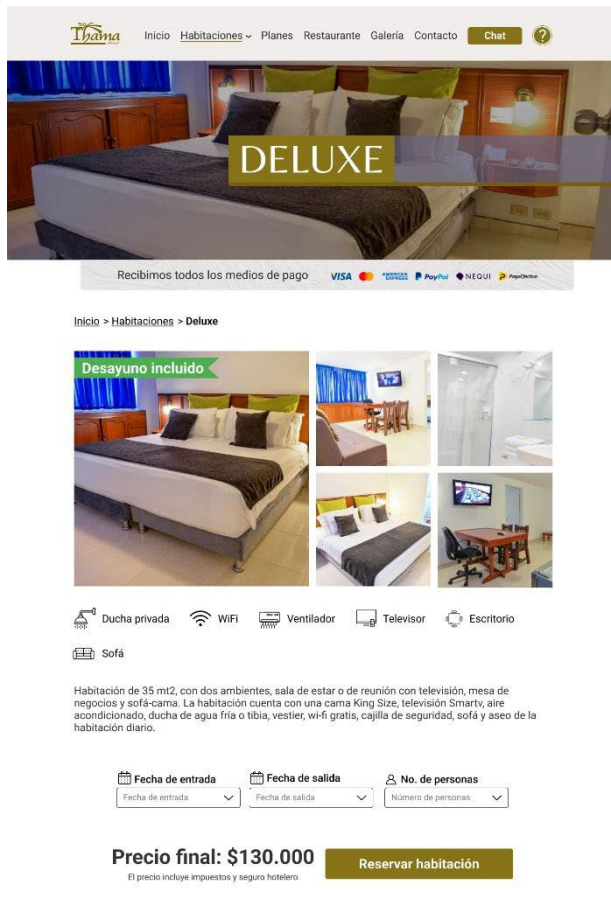 Thama
Inicio Habitaciones Planes Restaurante Galería Contacto Chat ?
DELUXE
Recibimos todos los medios de pago VISA AMERICAN EXPRESS PayPal NEQUI PagoEfectivo
Inicio > Habitaciones > Deluxe
Desayuno incluido
Ducha privada WiFi Ventilador Televisor Escritorio
Sofá
Habitación de 35 mt2, con dos ambientes, sala de estar o de reunión con televisión, mesa de
negocios y sofá-cama. La habitación cuenta con una cama King Size, televisión Smartv, aire
acondicionado, ducha de agua fría o tibia, vestier, wi-fi gratis, cajilla de seguridad, sofá y aseo de la
habitación diario.
Fecha de entrada Fecha de salida No. de personas
Fecha de entrada Fecha de salida Número de personas
Precio final: $130.000 Reservar habitación
El precio incluye impuestos y seguro hotelero